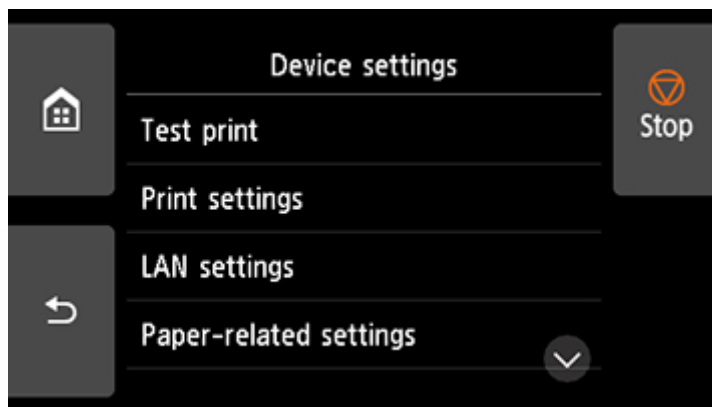 Device settings
Test print
Stop
Print settings
LAN settings
Paper-related settings